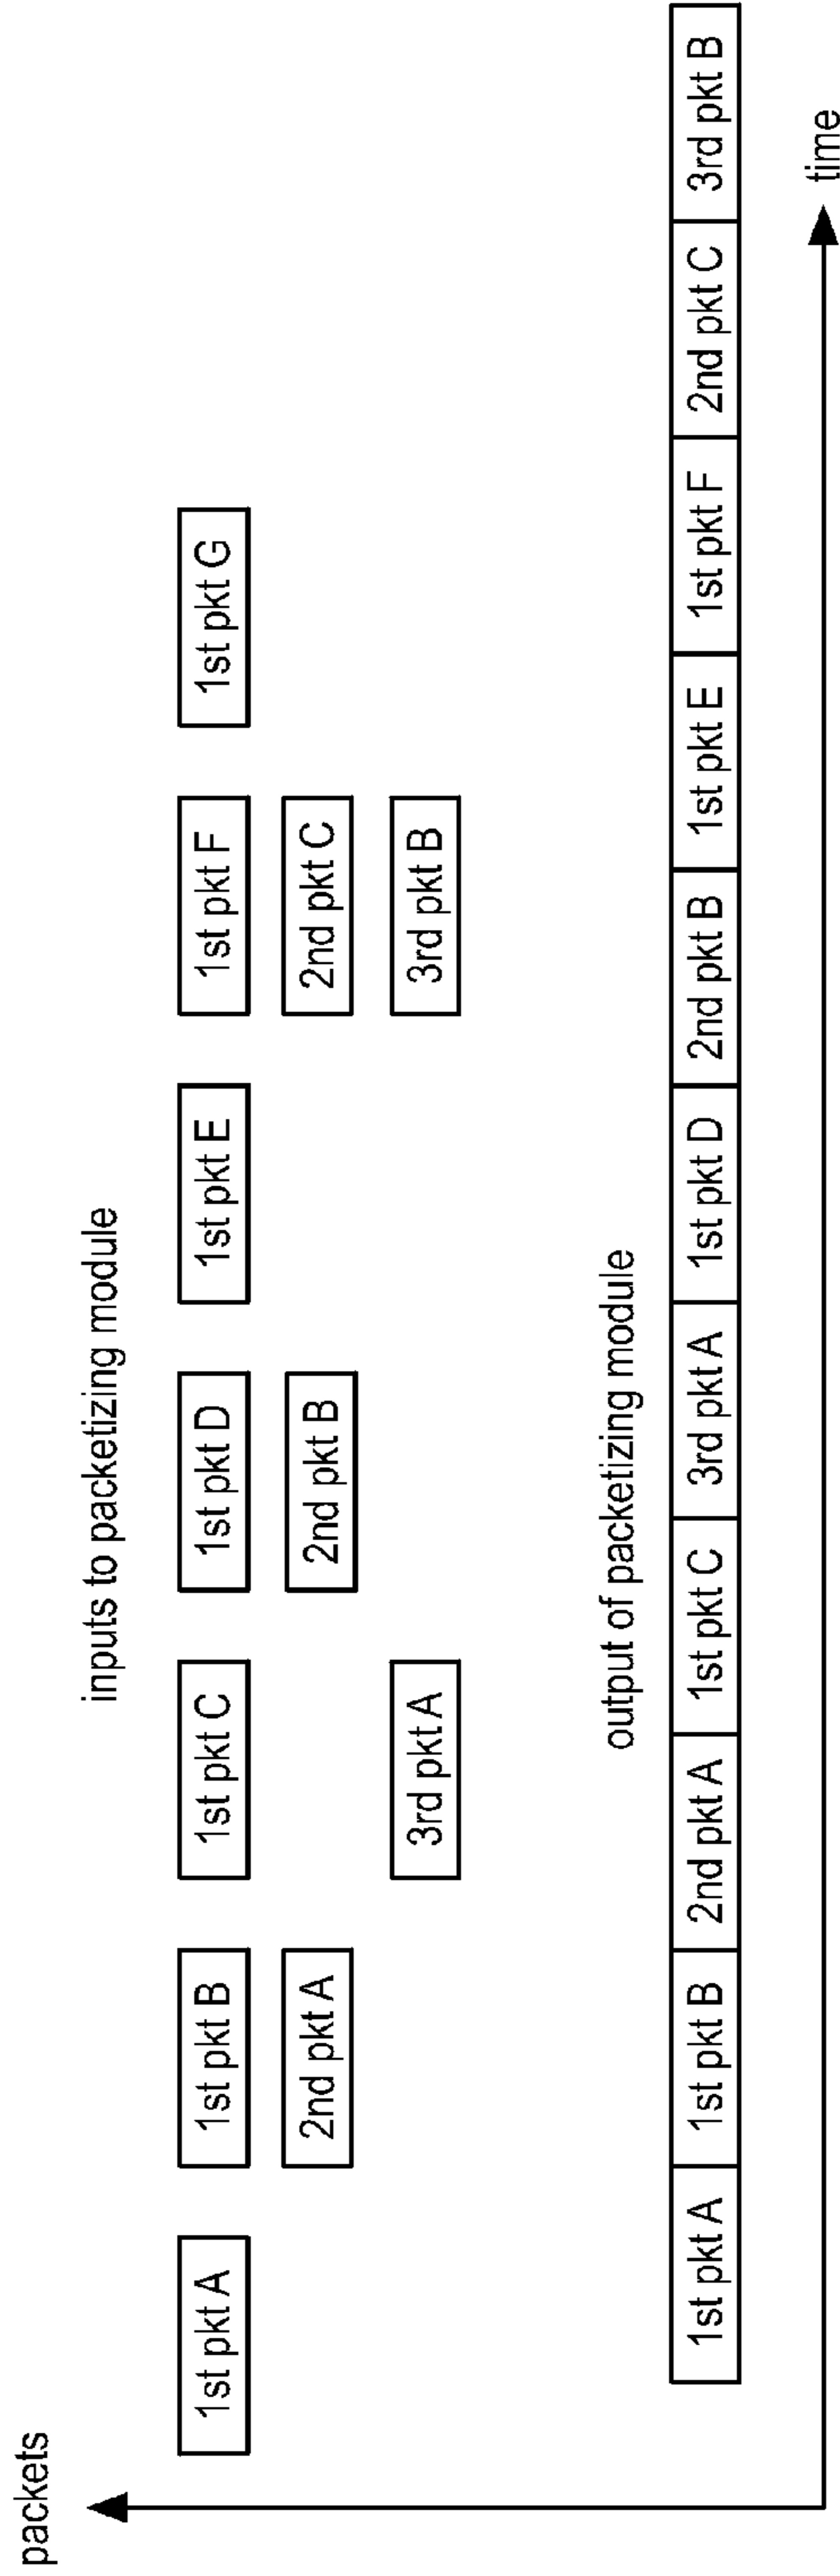 packets
inputs to packetizing module
1st pkt A
1st pkt B
1st pkt C
1st pkt D
1st pkt E
1st pkt F
1st pkt G
2nd pkt A
2nd pkt B
2nd pkt C
3rd pkt A
3rd pkt B
output of packetizing module
1st pkt A
1st pkt B
2nd pkt A
1st pkt C
3rd pkt A
1st pkt D
2nd pkt B
1st pkt E
1st pkt F
2nd pkt C
3rd pkt B
time